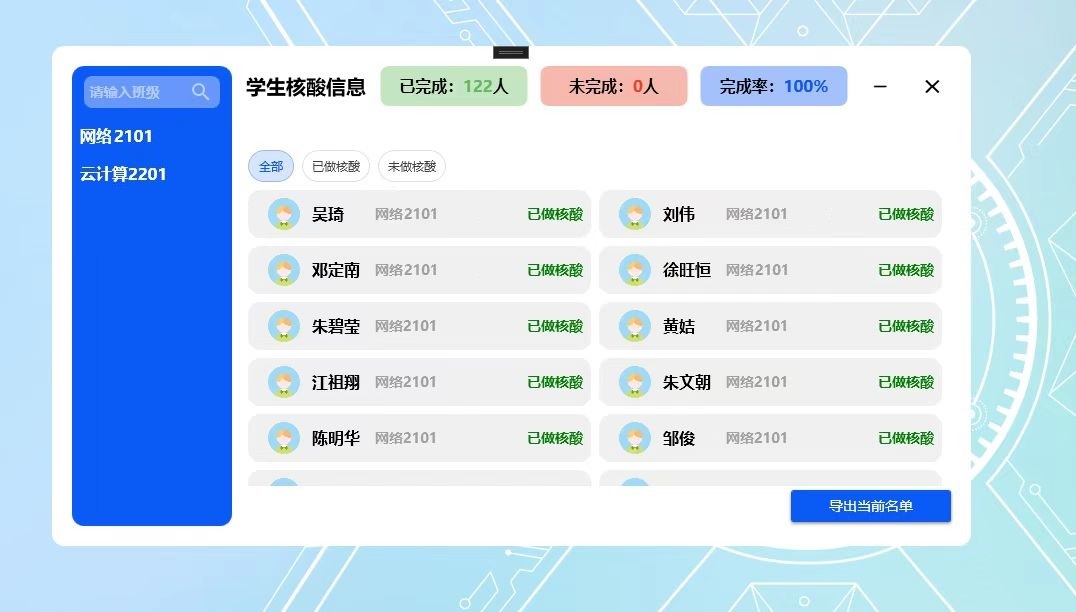 请输入班级
网络2101
云计算2201
学生核酸信息 已完成：122人 未完成：0人 完成率：100%
全部 已做核酸 未做核酸
吴琦 网络2101 已做核酸 刘伟 网络2101 已做核酸
邓定南 网络2101 已做核酸 徐旺恒 网络2101 已做核酸
朱碧莹 网络2101 已做核酸 黄姞 网络2101 已做核酸
江祖翔 网络2101 已做核酸 朱文朝 网络2101 已做核酸
陈明华 网络2101 已做核酸 邹俊 网络2101 已做核酸
导出当前名单